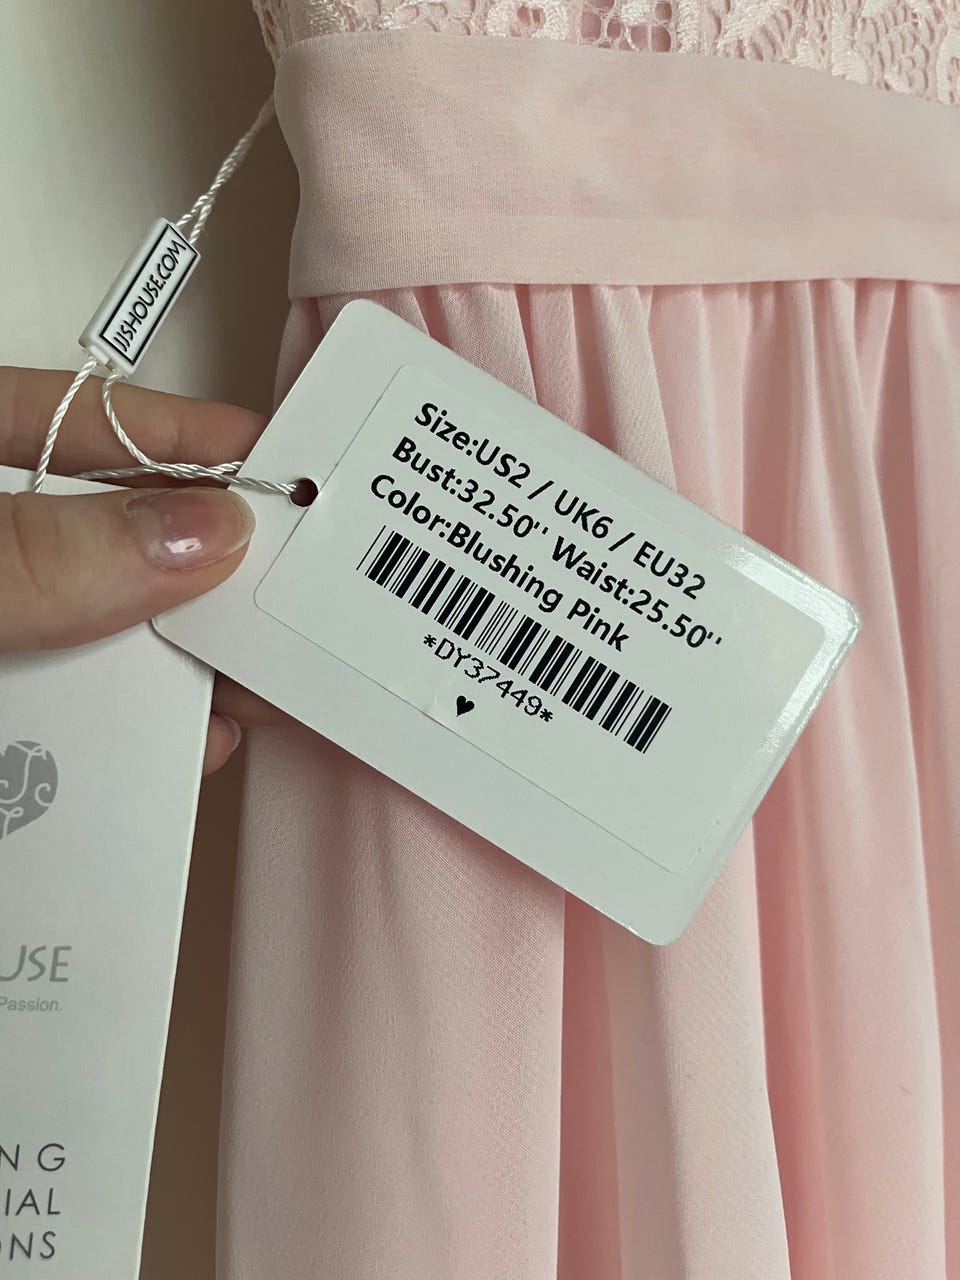 JJSHOUSE.COM
Size:US2 / UK6 / EU32
Bust:32.50'' Waist:25.50''
Color:Blushing Pink
*DY37449*
USE
Passion.
NG
IAL
ONS